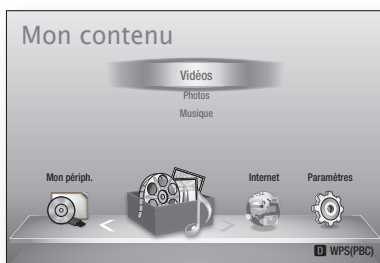 Mon contenu
Vidéos
Photos
Musique
Mon périph.
Internet
Paramètres
D WPS(PBC)